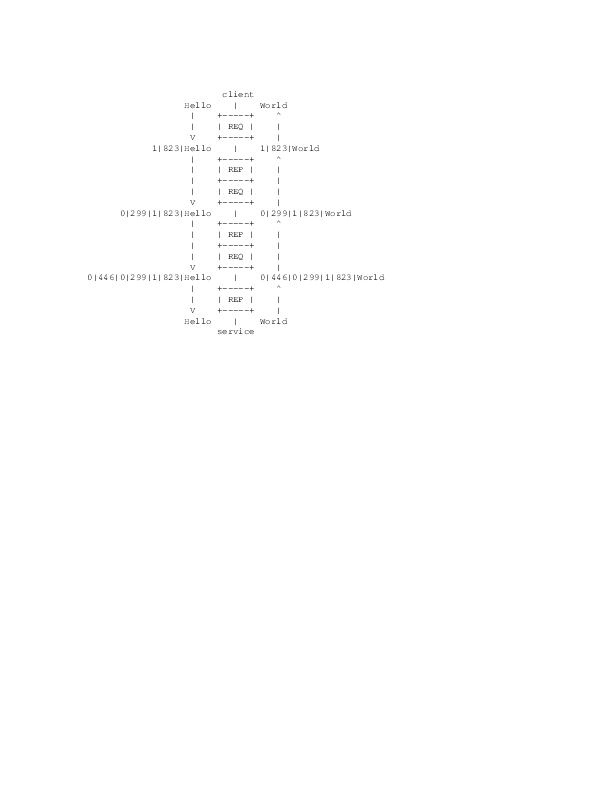 client
                  Hello    |    World
                   |    +-----+    ^
                   |    | REQ |    |
                   V    +-----+    |
            1|823|Hello    |    1|823|World
                   |    +-----+    ^
                   |    | REP |    |
                   |    +-----+    |
                   |    | REQ |    |
                   V    +-----+    |
      0|299|1|823|Hello    |    0|299|1|823|World
                   |    +-----+    ^
                   |    | REP |    |
                   |    +-----+    |
                   |    | REQ |    |
                   V    +-----+    |
0|446|0|299|1|823|Hello    |    0|446|0|299|1|823|World
                   |    +-----+    ^
                   |    | REP |    |
                   V    +-----+    |
                  Hello    |    World
                        service